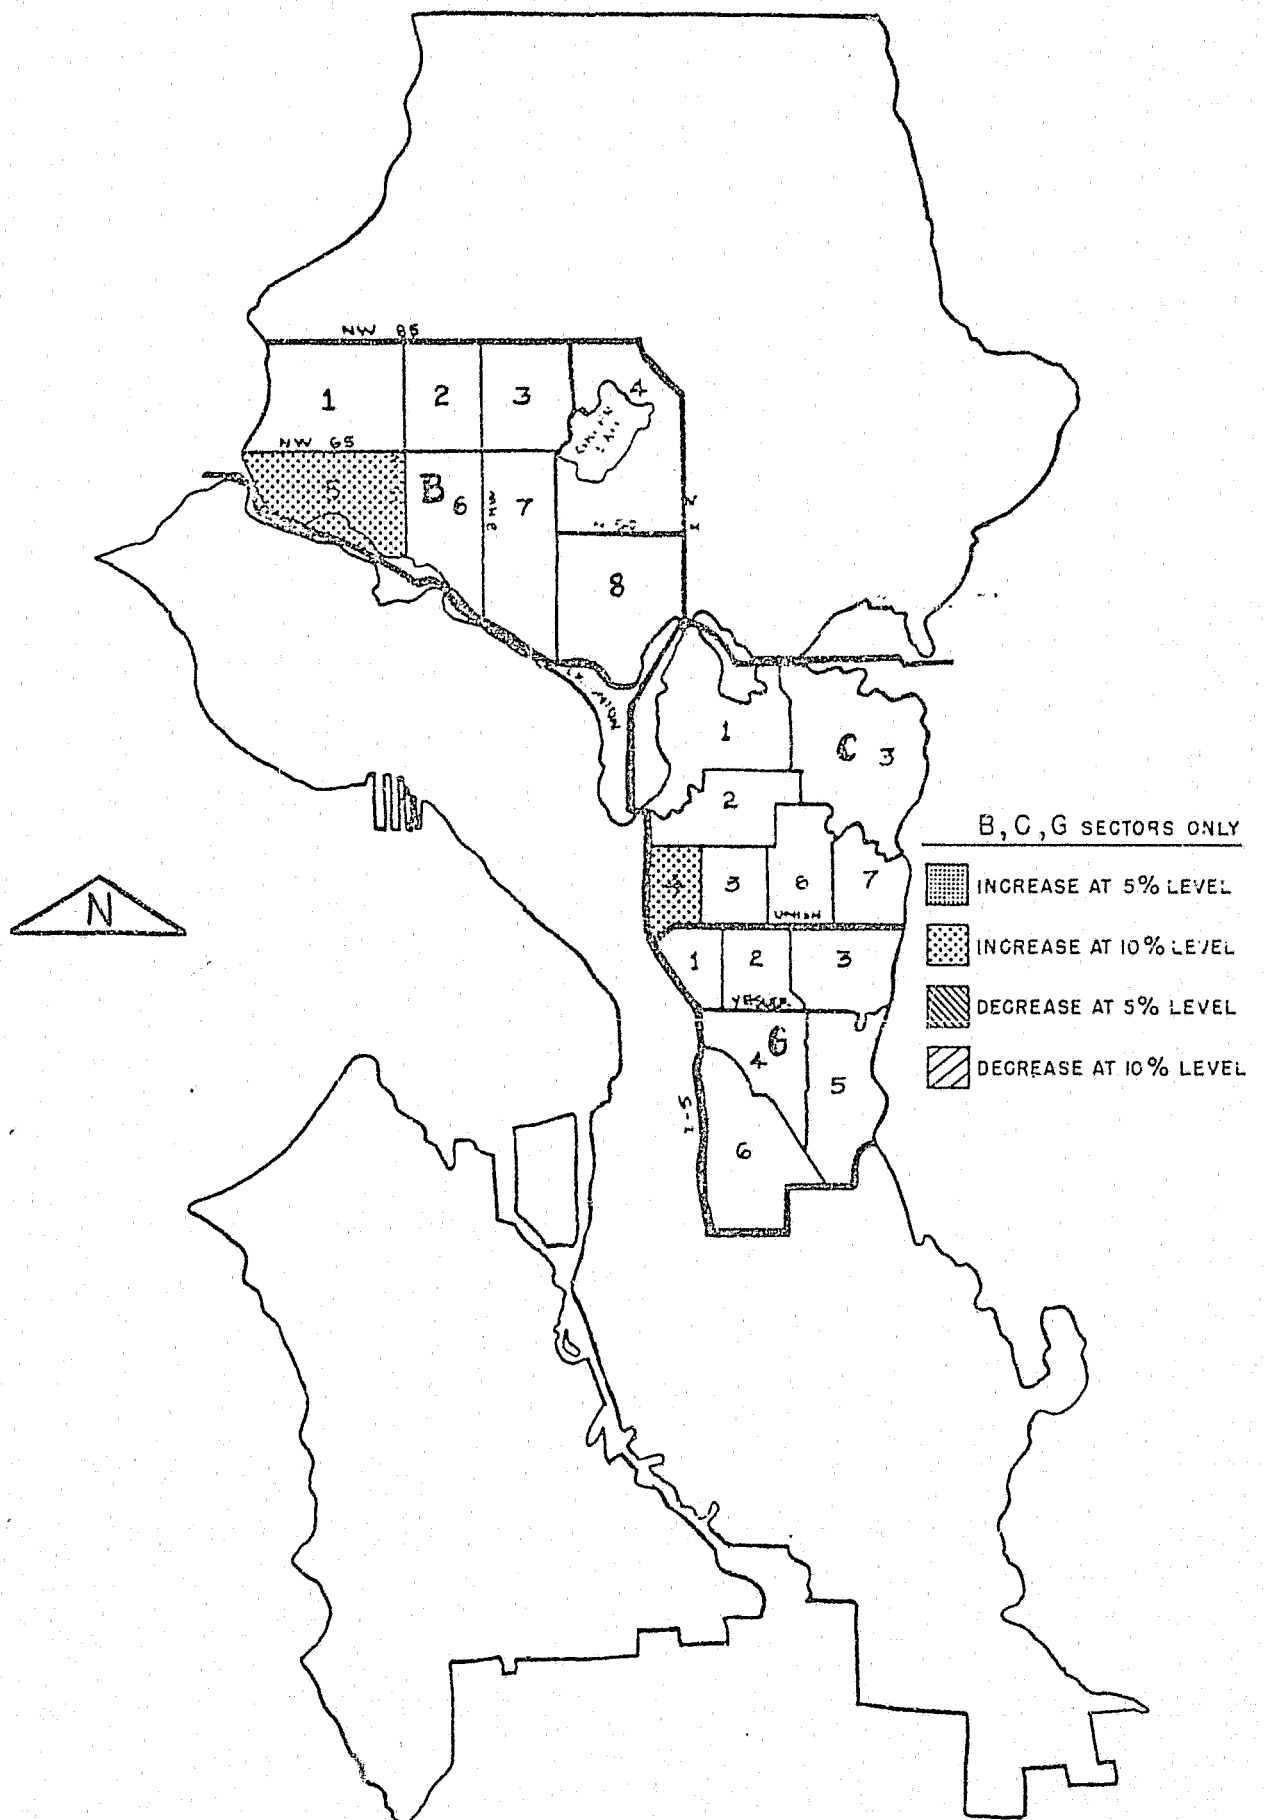 NW 85
1
2
3
4
NW 65
5
B
6
7
8
1
C
3
2
B, C, G SECTORS ONLY
3
6
7
INCREASE AT 5% LEVEL
UNION
INCREASE AT 10% LEVEL
1
2
3
YESLER
DECREASE AT 5% LEVEL
N
G
4
DECREASE AT 10% LEVEL
5
I-5
6